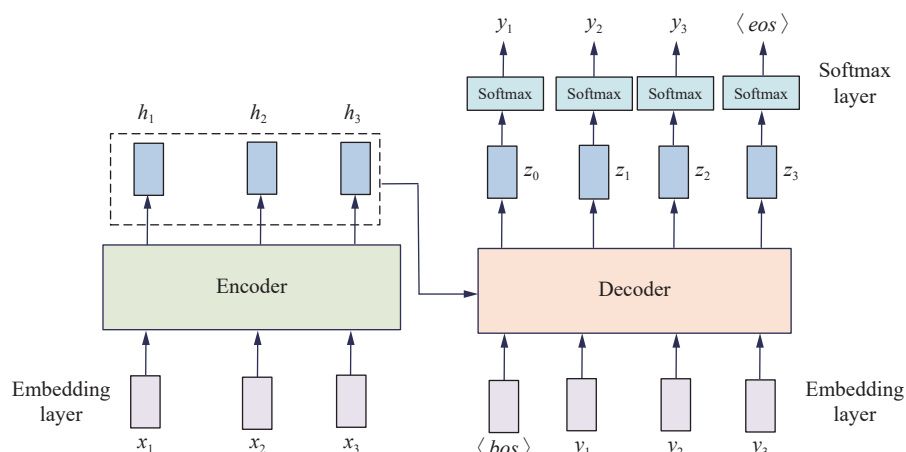 y₁ y₂ y₃ ⟨eos⟩
Softmax Softmax Softmax Softmax
Softmax
layer
h₁ h₂ h₃
z₀ z₁ z₂ z₃
Encoder
Decoder
Embedding
layer
Embedding
layer
x₁ x₂ x₃
⟨bos⟩ y₁ y₂ y₃